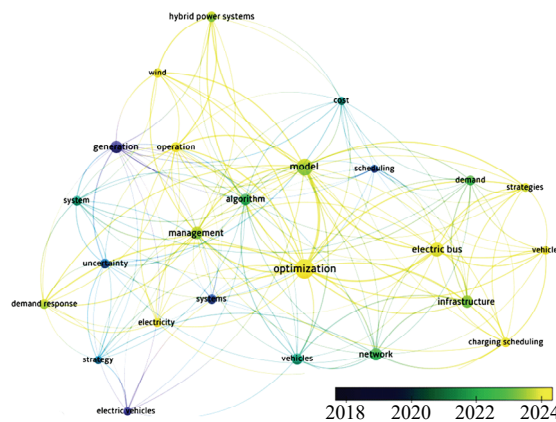 hybrid power systems
wind
cost
generation
operation
model
scheduling
demand
strategies
system
algorithm
management
electric bus
vehicle
uncertainty
optimization
demand response
systems
infrastructure
electricity
charging scheduling
strategy
vehicles
network
electric vehicles
2018 2020 2022 2024